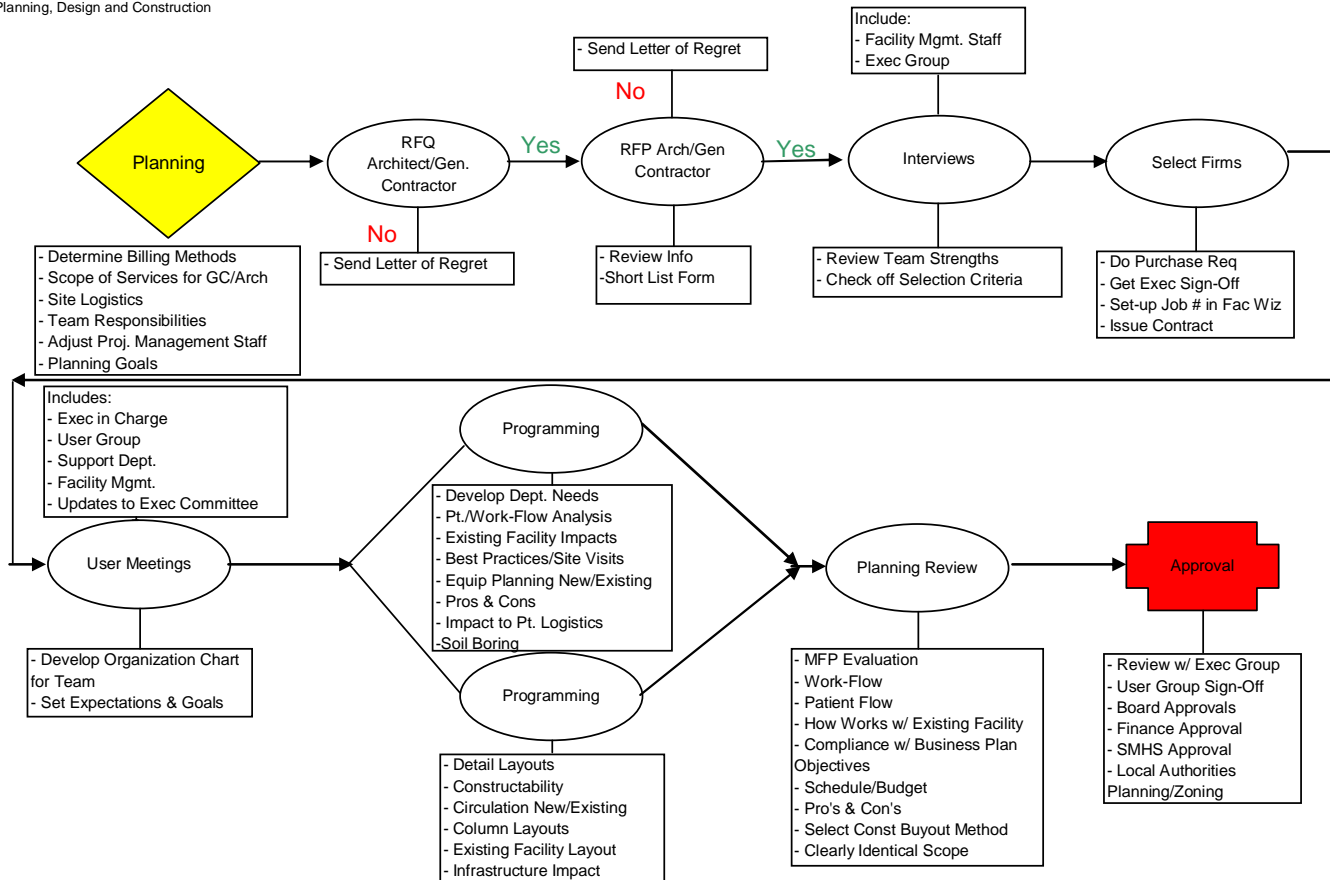 Planning, Design and Construction
Include:
- Facility Mgmt. Staff
- Exec Group
- Send Letter of Regret
No
Planning
RFQ
Architect/Gen.
Contractor
Yes
RFP Arch/Gen
Contractor
Yes
Interviews
Select Firms
No
- Send Letter of Regret
- Determine Billing Methods
- Scope of Services for GC/Arch
- Site Logistics
- Team Responsibilities
- Adjust Proj. Management Staff
- Planning Goals
- Review Info
-Short List Form
- Review Team Strengths
- Check off Selection Criteria
- Do Purchase Req
- Get Exec Sign-Off
- Set-up Job # in Fac Wiz
- Issue Contract
Includes:
- Exec in Charge
- User Group
- Support Dept.
- Facility Mgmt.
- Updates to Exec Committee
User Meetings
- Develop Organization Chart
for Team
- Set Expectations & Goals
Programming
- Develop Dept. Needs
- Pt./Work-Flow Analysis
- Existing Facility Impacts
- Best Practices/Site Visits
- Equip Planning New/Existing
- Pros & Cons
- Impact to Pt. Logistics
-Soil Boring
Programming
- Detail Layouts
- Constructability
- Circulation New/Existing
- Column Layouts
- Existing Facility Layout
- Infrastructure Impact
Planning Review
- MFP Evaluation
- Work-Flow
- Patient Flow
- How Works w/ Existing Facility
- Compliance w/ Business Plan
Objectives
- Schedule/Budget
- Pro's & Con's
- Select Const Buyout Method
- Clearly Identical Scope
Approval
- Review w/ Exec Group
- User Group Sign-Off
- Board Approvals
- Finance Approval
- SMHS Approval
- Local Authorities
Planning/Zoning